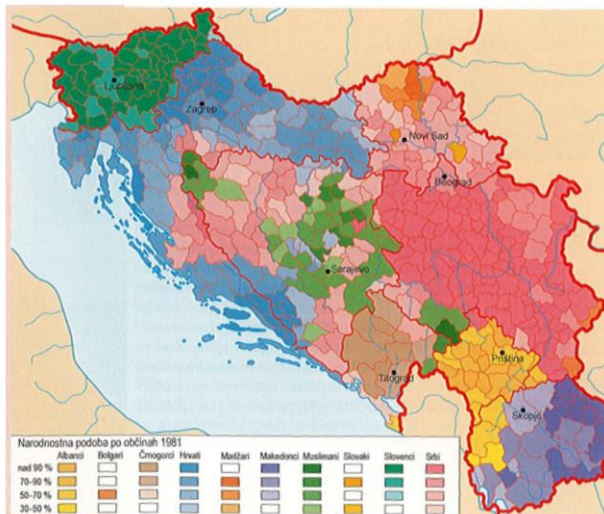 Ljubljana
Zagreb
Novi Sad
Beograd
Sarajevo
Titograd
Priština
Skopje
Narodnostna podoba po občinah 1981
Albanci Bolgari Črnogorci Hrvati Madžari Makedonci Muslimani Slovaki Slovenci Srbi
nad 90 %
70-90 %
50-70 %
30-50 %